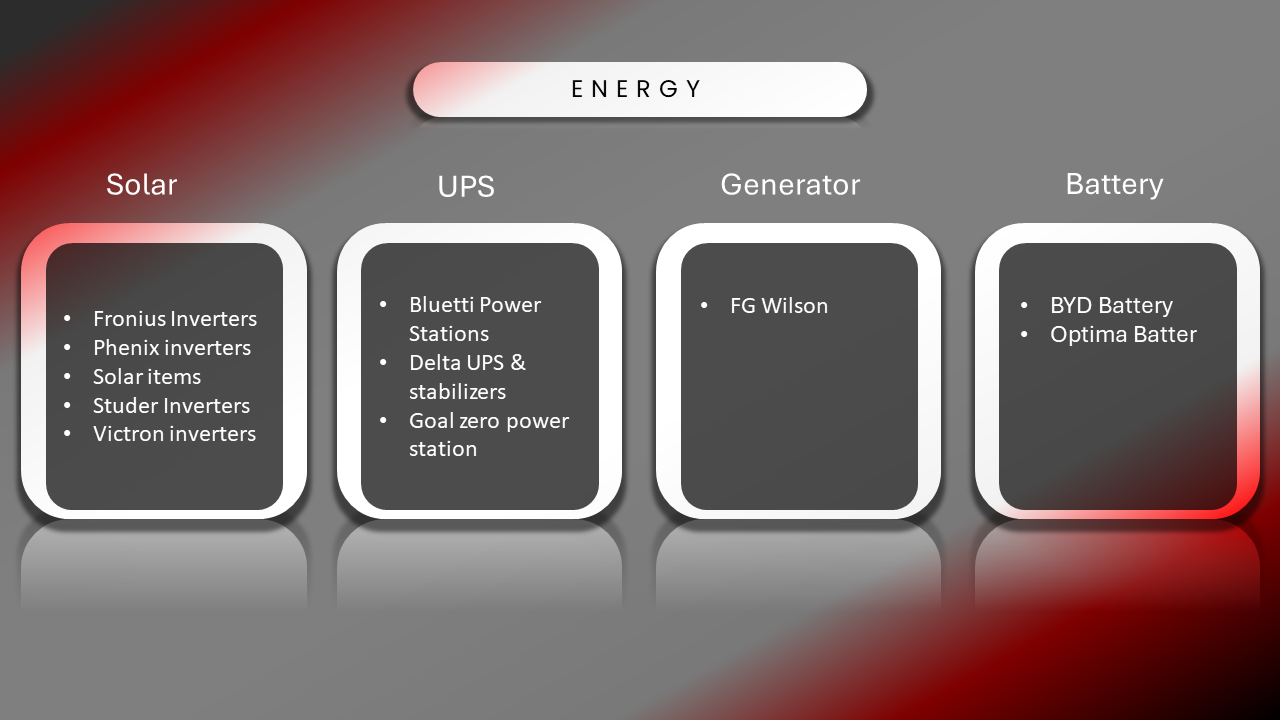 ENERGY
Solar
UPS
Generator
Battery
• Fronius Inverters
• Phenix inverters
• Solar items
• Studer Inverters
• Victron inverters
• Bluetti Power
Stations
• Delta UPS &
stabilizers
• Goal zero power
station
• FG Wilson
• BYD Battery
• Optima Batter